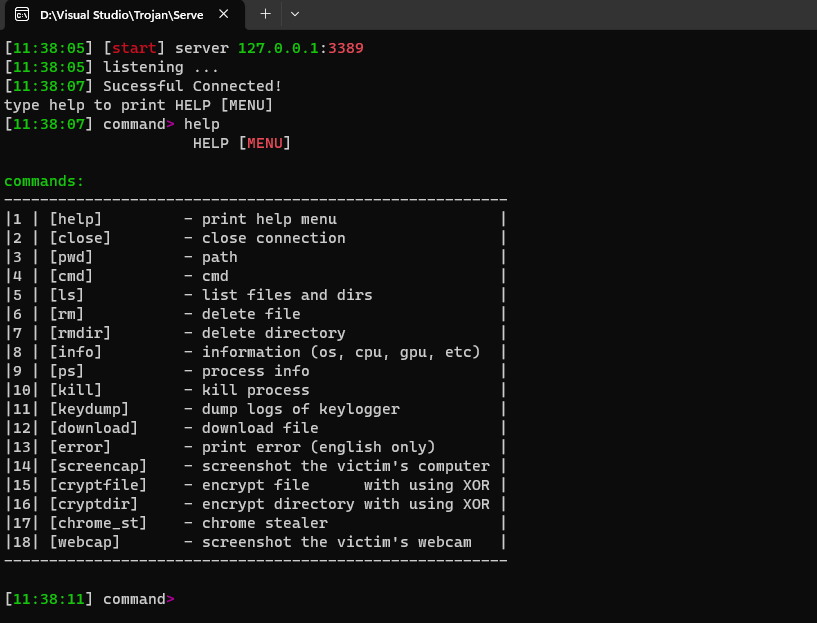 D:\Visual Studio\Trojan\Serve
[11:38:05] [start] server 127.0.0.1:3389
[11:38:05] listening ...
[11:38:07] Sucessful Connected!
type help to print HELP [MENU]
[11:38:07] command> help
HELP [MENU]
commands:
--------------------------------------------------------
|1 | [help]         - print help menu                  |
|2 | [close]        - close connection                 |
|3 | [pwd]          - path                             |
|4 | [cmd]          - cmd                              |
|5 | [ls]           - list files and dirs              |
|6 | [rm]           - delete file                      |
|7 | [rmdir]        - delete directory                 |
|8 | [info]         - information (os, cpu, gpu, etc)  |
|9 | [ps]           - process info                     |
|10| [kill]         - kill process                     |
|11| [keydump]      - dump logs of keylogger           |
|12| [download]     - download file                    |
|13| [error]        - print error (english only)       |
|14| [screencap]    - screenshot the victim's computer |
|15| [cryptfile]    - encrypt file      with using XOR |
|16| [cryptdir]     - encrypt directory with using XOR |
|17| [chrome_st]    - chrome stealer                   |
|18| [webcap]       - screenshot the victim's webcam   |
--------------------------------------------------------
[11:38:11] command>